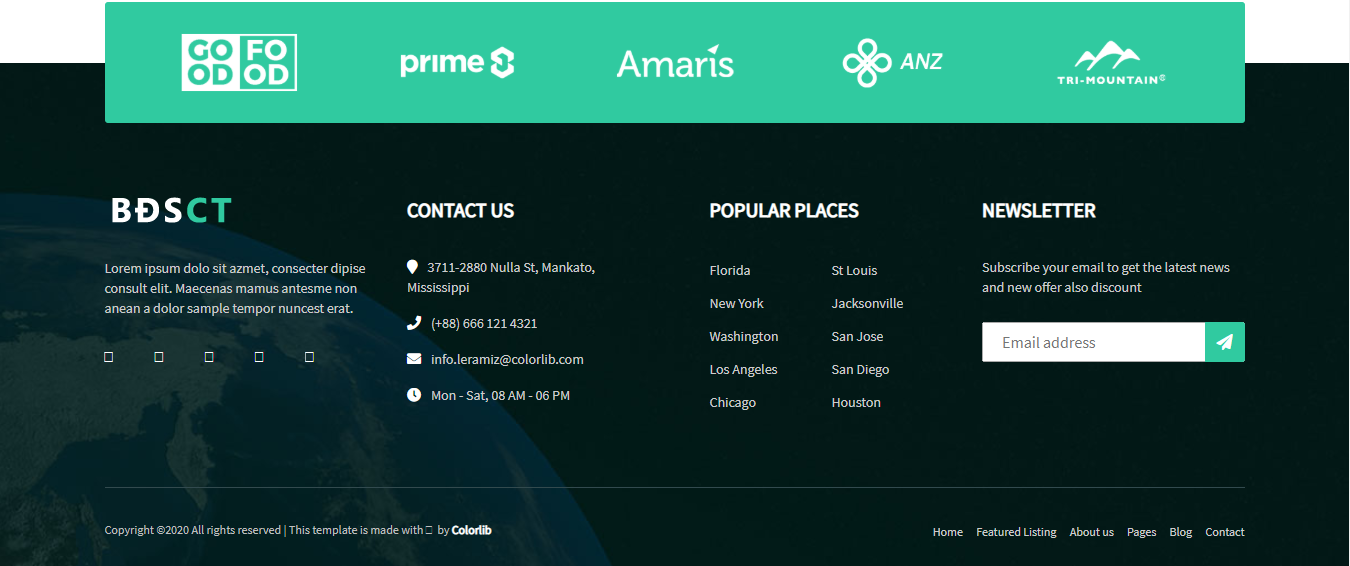 GO FO
OD OD
prime
Amaris
ANZ
TRI-MOUNTAIN®
BĐSCT
Lorem ipsum dolo sit azmet, consecter dipise
consult elit. Maecenas mamus antesme non
anean a dolor sample tempor nuncest erat.
CONTACT US
3711-2880 Nulla St, Mankato,
Mississippi
(+88) 666 121 4321
info.leramiz@colorlib.com
Mon - Sat, 08 AM - 06 PM
POPULAR PLACES
Florida
New York
Washington
Los Angeles
Chicago
St Louis
Jacksonville
San Jose
San Diego
Houston
NEWSLETTER
Subscribe your email to get the latest news
and new offer also discount
Email address
Copyright ©2020 All rights reserved | This template is made with by Colorlib
Home Featured Listing About us Pages Blog Contact